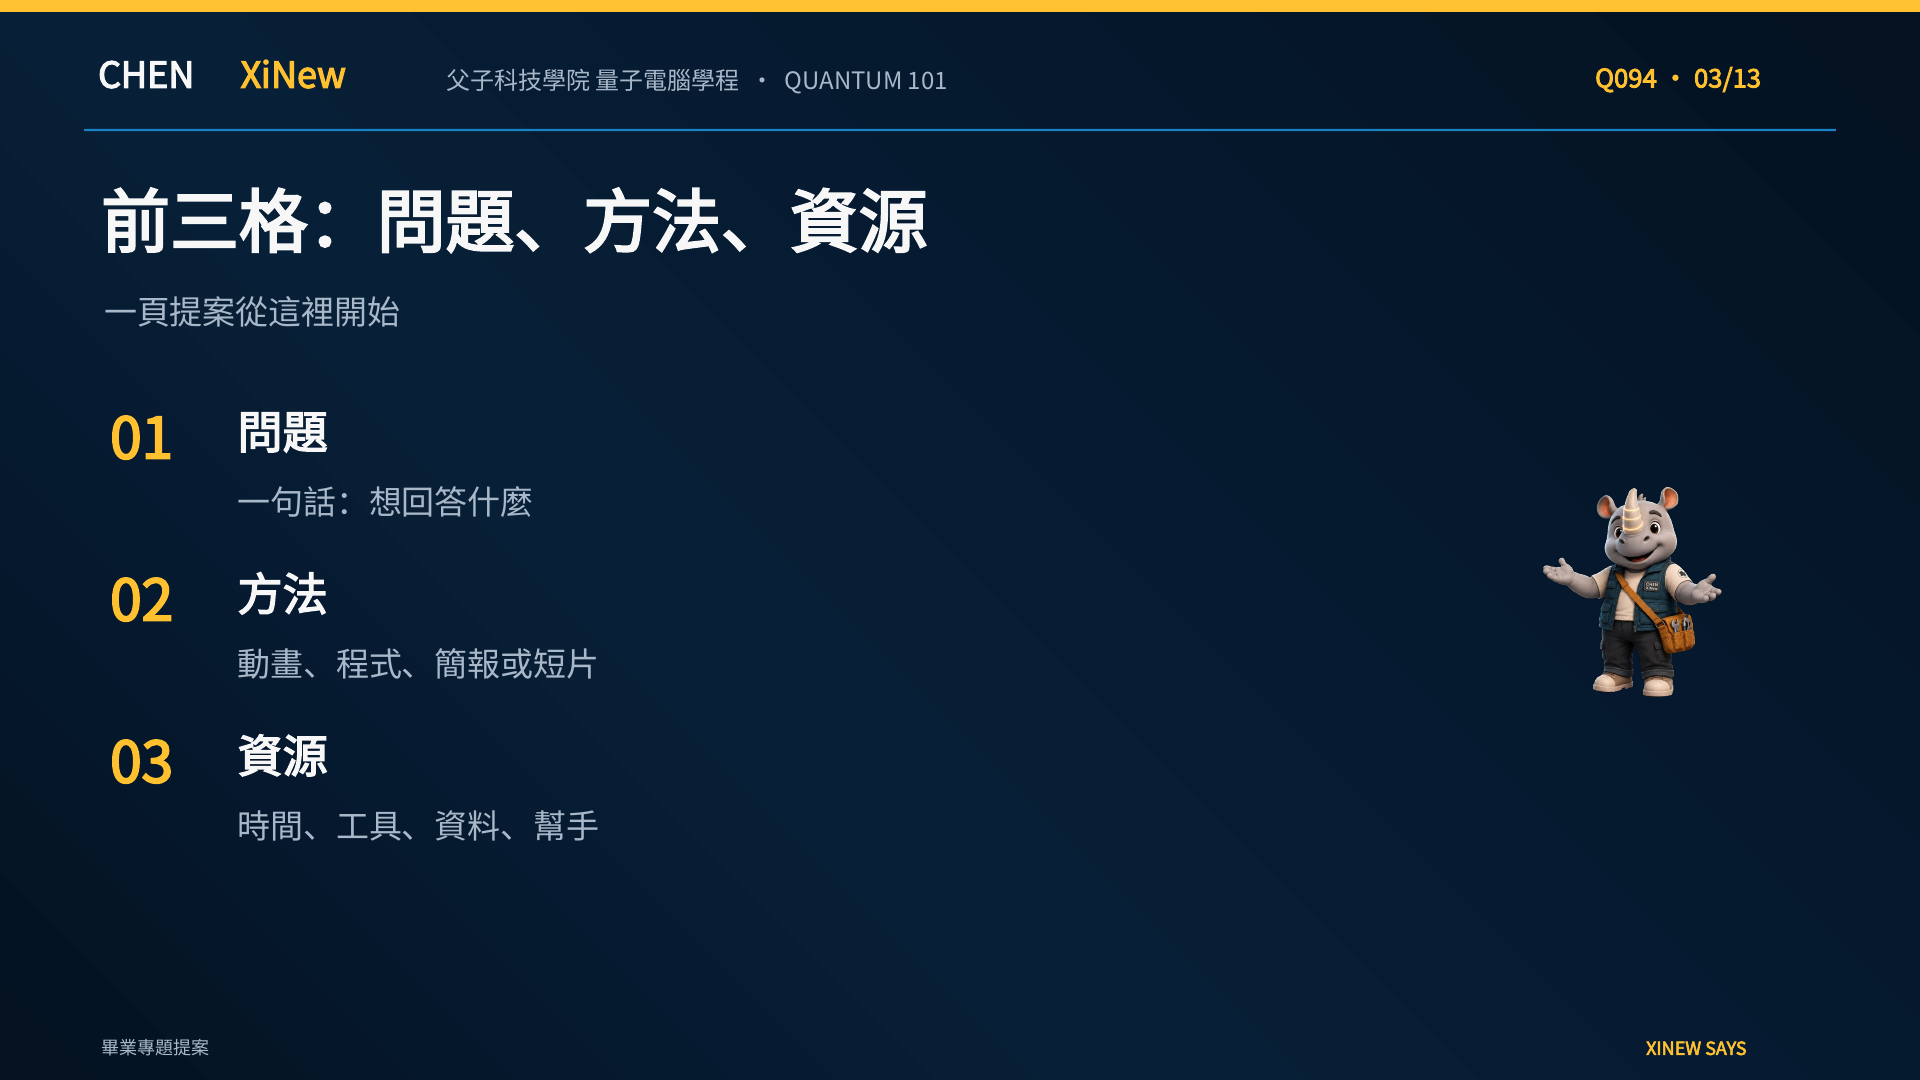 CHEN XiNew 父子科技學院 量子電腦學程 • QUANTUM 101 Q094 • 03/13
前三格：問題、方法、資源
一頁提案從這裡開始
01 問題
一句話：想回答什麼
02 方法
動畫、程式、簡報或短片
03 資源
時間、工具、資料、幫手
畢業專題提案 XINEW SAYS